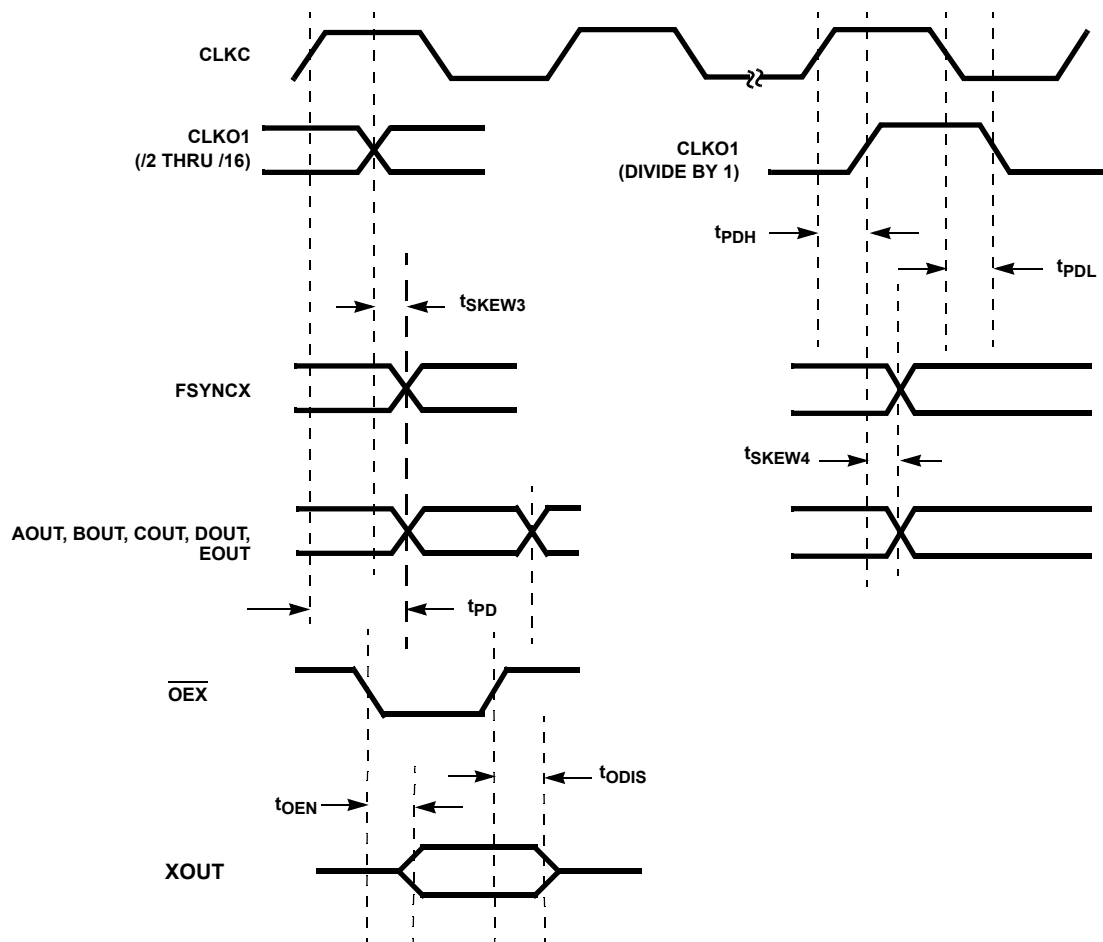 CLKC
CLKO1
(/2 THRU /16)
CLKO1
(DIVIDE BY 1)
tPDH
tPDL
tSKEW3
FSYNCX
tSKEW4
AOUT, BOUT, COUT, DOUT,
EOUT
tPD
OEX
tODIS
tOEN
XOUT